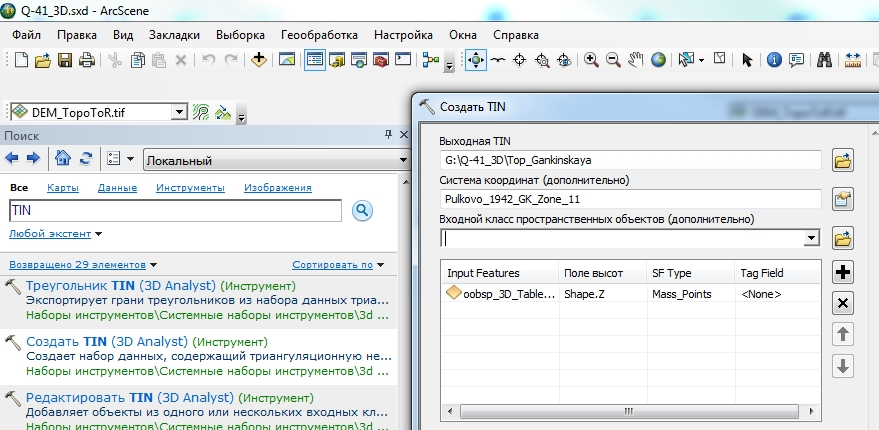 Q-41_3D.sxd - ArcScene
Файл Правка Вид Закладки Выборка Геообработка Настройка Окна Справка
DEM_TopoToR.tif
Поиск
Локальный
Все Карты Данные Инструменты Изображения
TIN
Любой экстент
Возвращено 29 элементов Сортировать по
Треугольник TIN (3D Analyst) (Инструмент)
Экспортирует грани треугольников из набора данных триа...
Наборы инструментов\Системные наборы инструментов\3d ...
Создать TIN (3D Analyst) (Инструмент)
Создает набор данных, содержащий триангуляционную не...
Наборы инструментов\Системные наборы инструментов\3d ...
Редактировать TIN (3D Analyst) (Инструмент)
Добавляет объекты из одного или нескольких входных кл...
Наборы инструментов\Системные наборы инструментов\3d ...
Создать TIN
Выходная TIN
G:\Q-41_3D\Top_Gankinskaya
Система координат (дополнительно)
Pulkovo_1942_GK_Zone_11
Входной класс пространственных объектов (дополнительно)
Input Features Поле высот SF Type Tag Field
oobsp_3D_Table... Shape.Z Mass_Points <None>